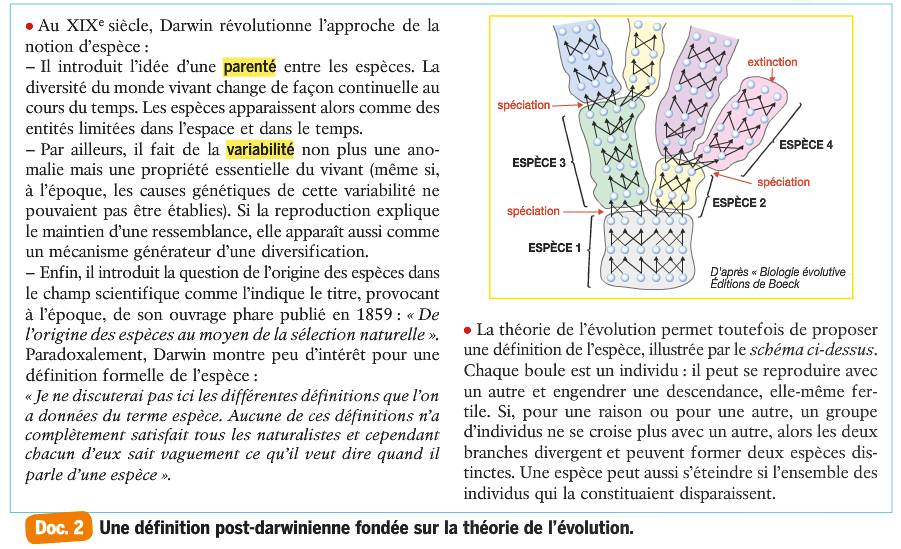 • Au XIXe siècle, Darwin révolutionne l'approche de la
notion d'espèce :
– Il introduit l'idée d'une parenté entre les espèces. La
diversité du monde vivant change de façon continuelle au
cours du temps. Les espèces apparaissent alors comme des
entités limitées dans l'espace et dans le temps.
– Par ailleurs, il fait de la variabilité non plus une ano-
malie mais une propriété essentielle du vivant (même si,
à l'époque, les causes génétiques de cette variabilité ne
pouvaient pas être établies). Si la reproduction explique
le maintien d'une ressemblance, elle apparaît aussi comme
un mécanisme générateur d'une diversification.
– Enfin, il introduit la question de l'origine des espèces dans
le champ scientifique comme l'indique le titre, provocant
à l'époque, de son ouvrage phare publié en 1859 : « De
l'origine des espèces au moyen de la sélection naturelle ».
Paradoxalement, Darwin montre peu d'intérêt pour une
définition formelle de l'espèce :
« Je ne discuterai pas ici les différentes définitions que l'on
a données du terme espèce. Aucune de ces définitions n'a
complètement satisfait tous les naturalistes et cependant
chacun d'eux sait vaguement ce qu'il veut dire quand il
parle d'une espèce ».
extinction
spéciation
ESPÈCE 3
ESPÈCE 4
spéciation
ESPÈCE 2
spéciation
ESPÈCE 1
D'après « Biologie évolutive
Éditions de Boeck
• La théorie de l'évolution permet toutefois de proposer
une définition de l'espèce, illustrée par le schéma ci-dessus.
Chaque boule est un individu : il peut se reproduire avec
un autre et engendrer une descendance, elle-même fer-
tile. Si, pour une raison ou pour une autre, un groupe
d'individus ne se croise plus avec un autre, alors les deux
branches divergent et peuvent former deux espèces dis-
tinctes. Une espèce peut aussi s'éteindre si l'ensemble des
individus qui la constituaient disparaissent.
Doc. 2 Une définition post-darwinienne fondée sur la théorie de l'évolution.